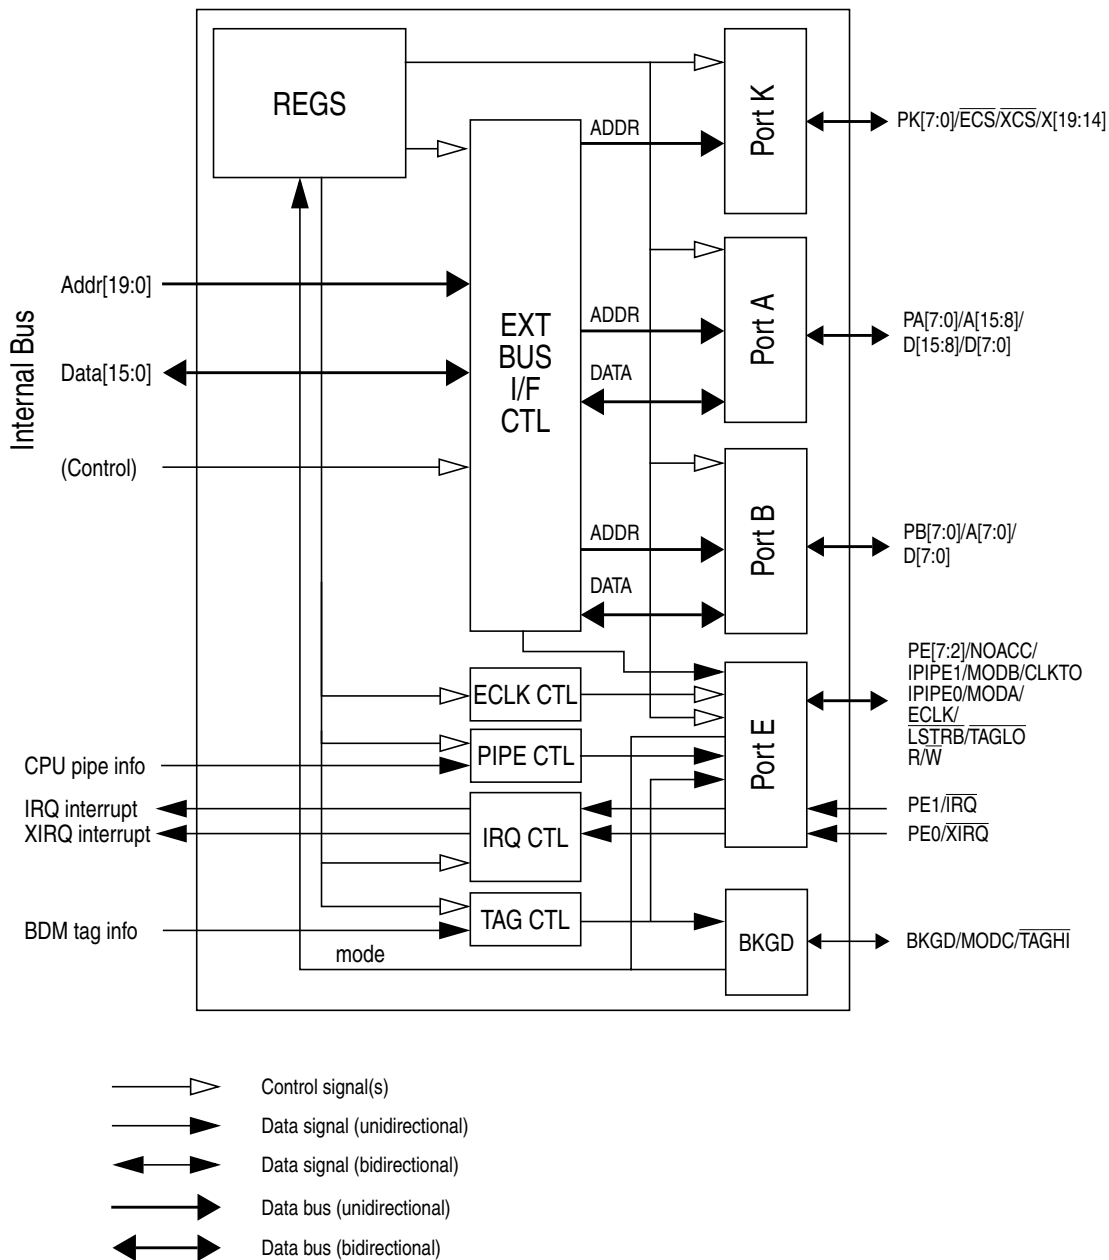 REGS
Port K
ADDR
PK[7:0]/ECS/XCS/X[19:14]
Internal Bus
Addr[19:0]
Data[15:0]
(Control)
EXT
BUS
I/F
CTL
ADDR
DATA
Port A
PA[7:0]/A[15:8]/
D[15:8]/D[7:0]
ADDR
DATA
Port B
PB[7:0]/A[7:0]/
D[7:0]
ECLK CTL
PIPE CTL
CPU pipe info
IRQ interrupt
XIRQ interrupt
IRQ CTL
Port E
PE[7:2]/NOACC/
IPIPE1/MODB/CLKTO
IPIPE0/MODA/
ECLK/
LSTRB/TAGLO
R/W
PE1/IRQ
PE0/XIRQ
TAG CTL
BDM tag info
mode
BKGD
BKGD/MODC/TAGHI
Control signal(s)
Data signal (unidirectional)
Data signal (bidirectional)
Data bus (unidirectional)
Data bus (bidirectional)